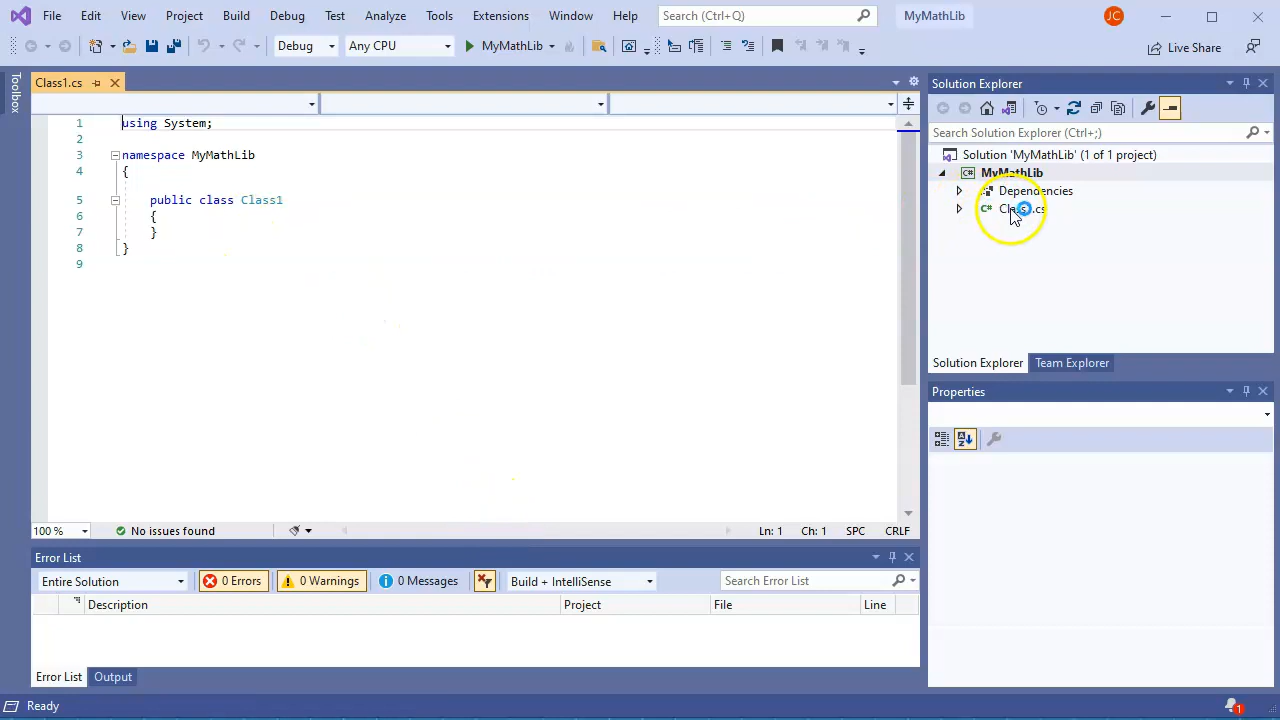 File Edit View Project Build Debug Test Analyze Tools Extensions Window Help Search (Ctrl+Q) MyMathLib JC
Debug Any CPU MyMathLib Live Share
Toolbox
Class1.cs
1 using System;
2
3 namespace MyMathLib
4 {
5 public class Class1
6 {
7 }
8 }
9
100 % No issues found Ln: 1 Ch: 1 SPC CRLF
Solution Explorer
Search Solution Explorer (Ctrl+;)
Solution 'MyMathLib' (1 of 1 project)
C# MyMathLib
Dependencies
C#
Solution Explorer Team Explorer
Properties
Error List
Entire Solution 0 Errors 0 Warnings 0 Messages Build + IntelliSense Search Error List
Description Project File Line
Error List Output
Ready 1